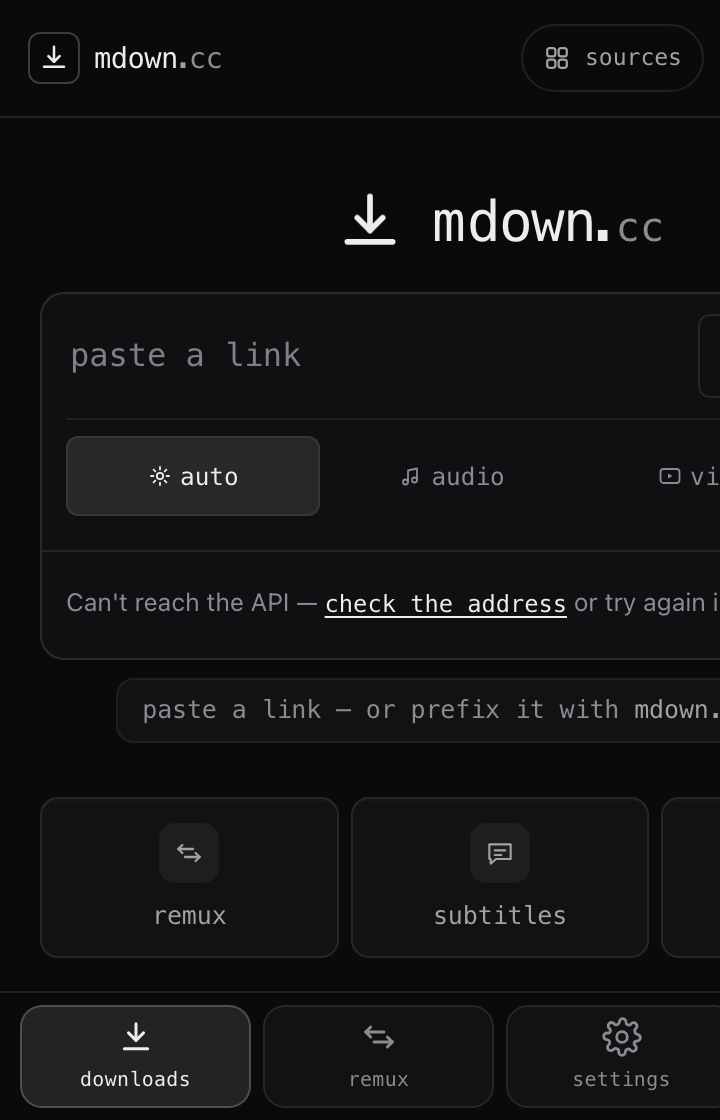 mdown.cc
sources
mdown.cc
paste a link
auto
audio
vi
Can't reach the API — check the address or try again i
paste a link — or prefix it with mdown.
remux
subtitles
downloads
remux
settings